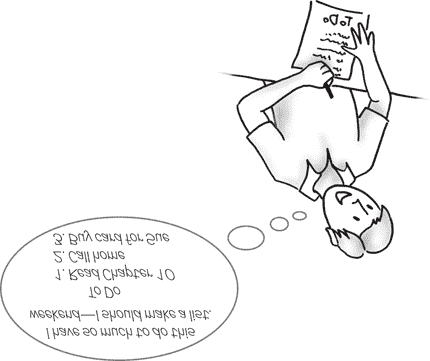 I have so much to do this
weekend—I should make a list.
To Do
1. Read Chapter 10
2. Call home
3. Buy card for Sue
To Do